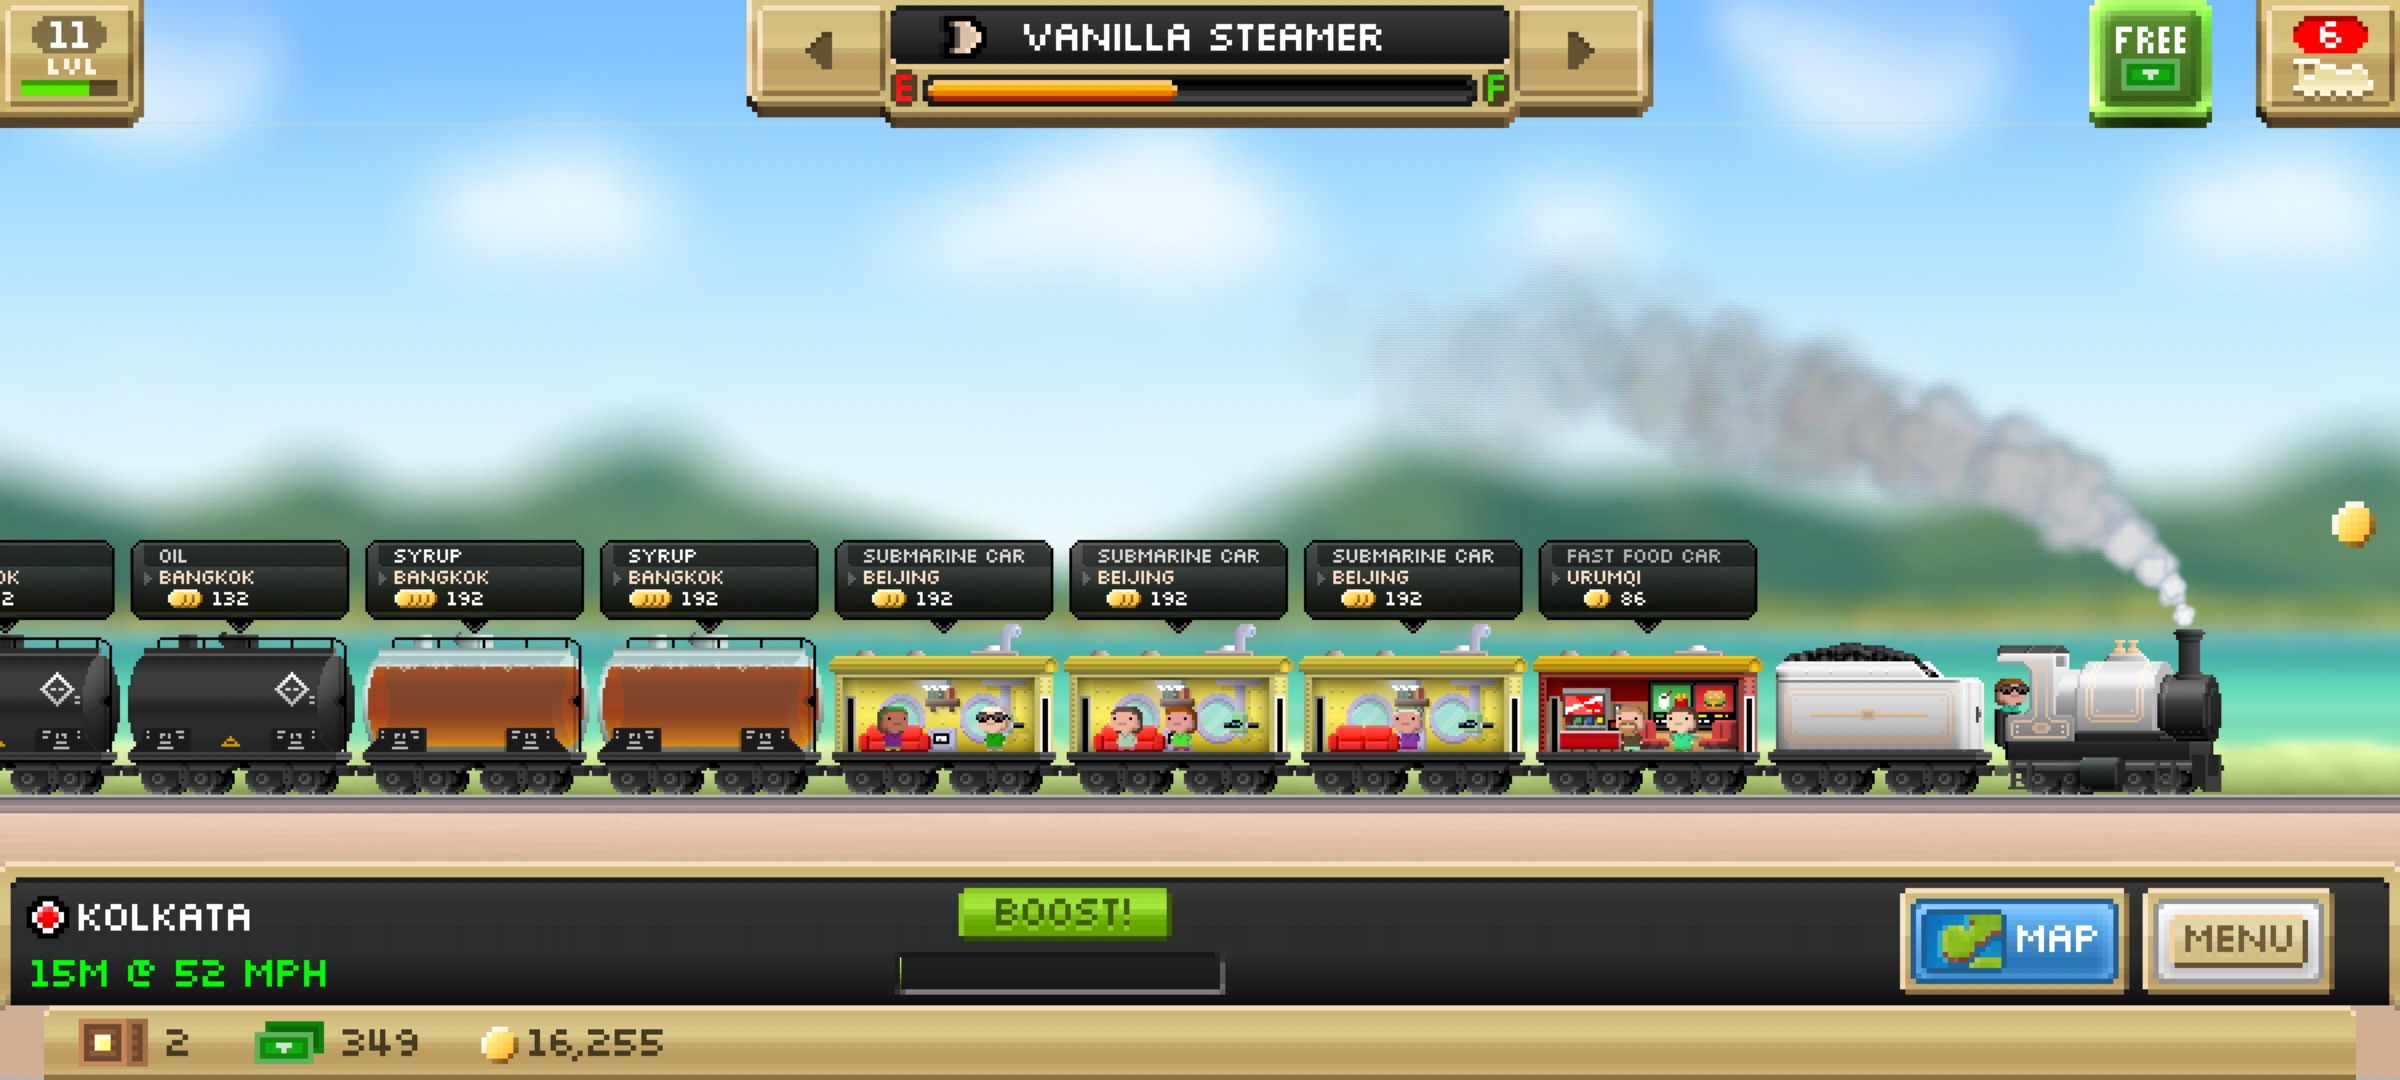 11
LVL
VANILLA STEAMER
E
F
FREE
6
OK
2
OIL
BANGKOK
132
SYRUP
BANGKOK
192
SYRUP
BANGKOK
192
SUBMARINE CAR
BEIJING
192
SUBMARINE CAR
BEIJING
192
SUBMARINE CAR
BEIJING
192
FAST FOOD CAR
URUMQI
86
KOLKATA
15M @ 52 MPH
BOOST!
MAP
MENU
2
349
16,255